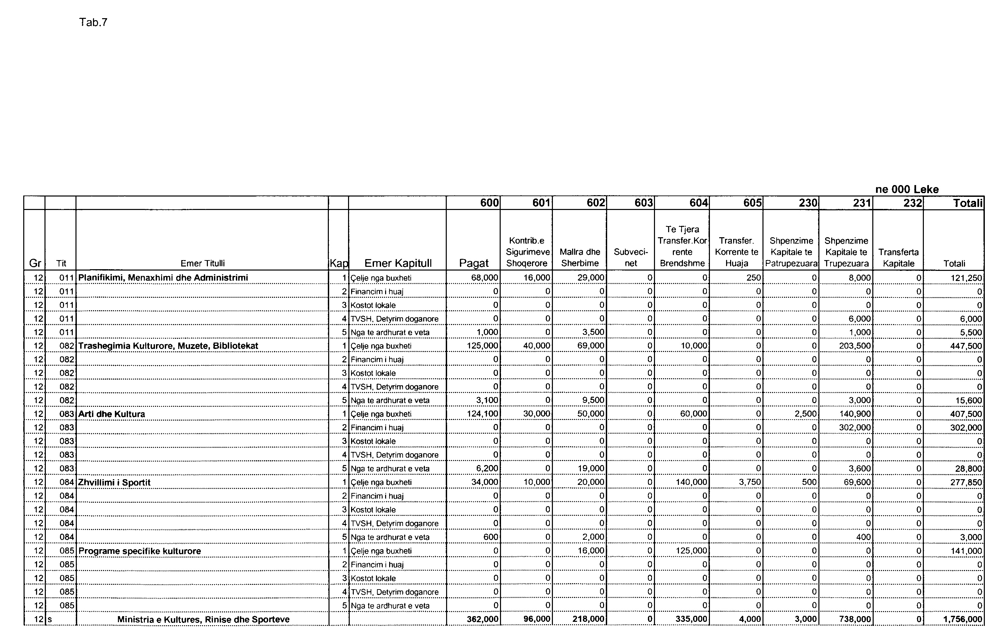 Tab.7
ne 000 Leke
600 601 602 603 604 605 230 231 232 Totali
Gr Tit Emer Titulli Kap Emer Kapitull Pagat Kontrib.e Sigurimeve Shoqerore Mallra dhe Sherbime Subveci-net Te Tjera Transfer.Kor rente Brendshme Transfer. Korrente te Huaja Shpenzime Kapitale te Patrupezuara Shpenzime Kapitale te Trupezuara Transferta Kapitale Totali
12 011 Planifikimi, Menaxhimi dhe Administrimi 1 Çelje nga buxheti 68,000 16,000 29,000 0 0 250 0 8,000 0 121,250
12 011 2 Financim i huaj 0 0 0 0 0 0 0 0 0 0
12 011 3 Kostot lokale 0 0 0 0 0 0 0 0 0 0
12 011 4 TVSH, Detyrim doganore 0 0 0 0 0 0 0 6,000 0 6,000
12 011 5 Nga te ardhurat e veta 1,000 0 3,500 0 0 0 0 1,000 0 5,500
12 082 Trashegimia Kulturore, Muzete, Bibliotekat 1 Çelje nga buxheti 125,000 40,000 69,000 0 10,000 0 0 203,500 0 447,500
12 082 2 Financim i huaj 0 0 0 0 0 0 0 0 0 0
12 082 3 Kostot lokale 0 0 0 0 0 0 0 0 0 0
12 082 4 TVSH, Detyrim doganore 0 0 0 0 0 0 0 0 0 0
12 082 5 Nga te ardhurat e veta 3,100 0 9,500 0 0 0 0 3,000 0 15,600
12 083 Arti dhe Kultura 1 Çelje nga buxheti 124,100 30,000 50,000 0 60,000 0 2,500 140,900 0 407,500
12 083 2 Financim i huaj 0 0 0 0 0 0 0 302,000 0 302,000
12 083 3 Kostot lokale 0 0 0 0 0 0 0 0 0 0
12 083 4 TVSH, Detyrim doganore 0 0 0 0 0 0 0 0 0 0
12 083 5 Nga te ardhurat e veta 6,200 0 19,000 0 0 0 0 3,600 0 28,800
12 084 Zhvillimi i Sportit 1 Çelje nga buxheti 34,000 10,000 20,000 0 140,000 3,750 500 69,600 0 277,850
12 084 2 Financim i huaj 0 0 0 0 0 0 0 0 0 0
12 084 3 Kostot lokale 0 0 0 0 0 0 0 0 0 0
12 084 4 TVSH, Detyrim doganore 0 0 0 0 0 0 0 0 0 0
12 084 5 Nga te ardhurat e veta 600 0 2,000 0 0 0 0 400 0 3,000
12 085 Programe specifike kulturore 1 Çelje nga buxheti 0 0 16,000 0 125,000 0 0 0 0 141,000
12 085 2 Financim i huaj 0 0 0 0 0 0 0 0 0 0
12 085 3 Kostot lokale 0 0 0 0 0 0 0 0 0 0
12 085 4 TVSH, Detyrim doganore 0 0 0 0 0 0 0 0 0 0
12 085 5 Nga te ardhurat e veta 0 0 0 0 0 0 0 0 0 0
12 s Ministria e Kultures, Rinise dhe Sporteve 362,000 96,000 218,000 0 335,000 4,000 3,000 738,000 0 1,756,000